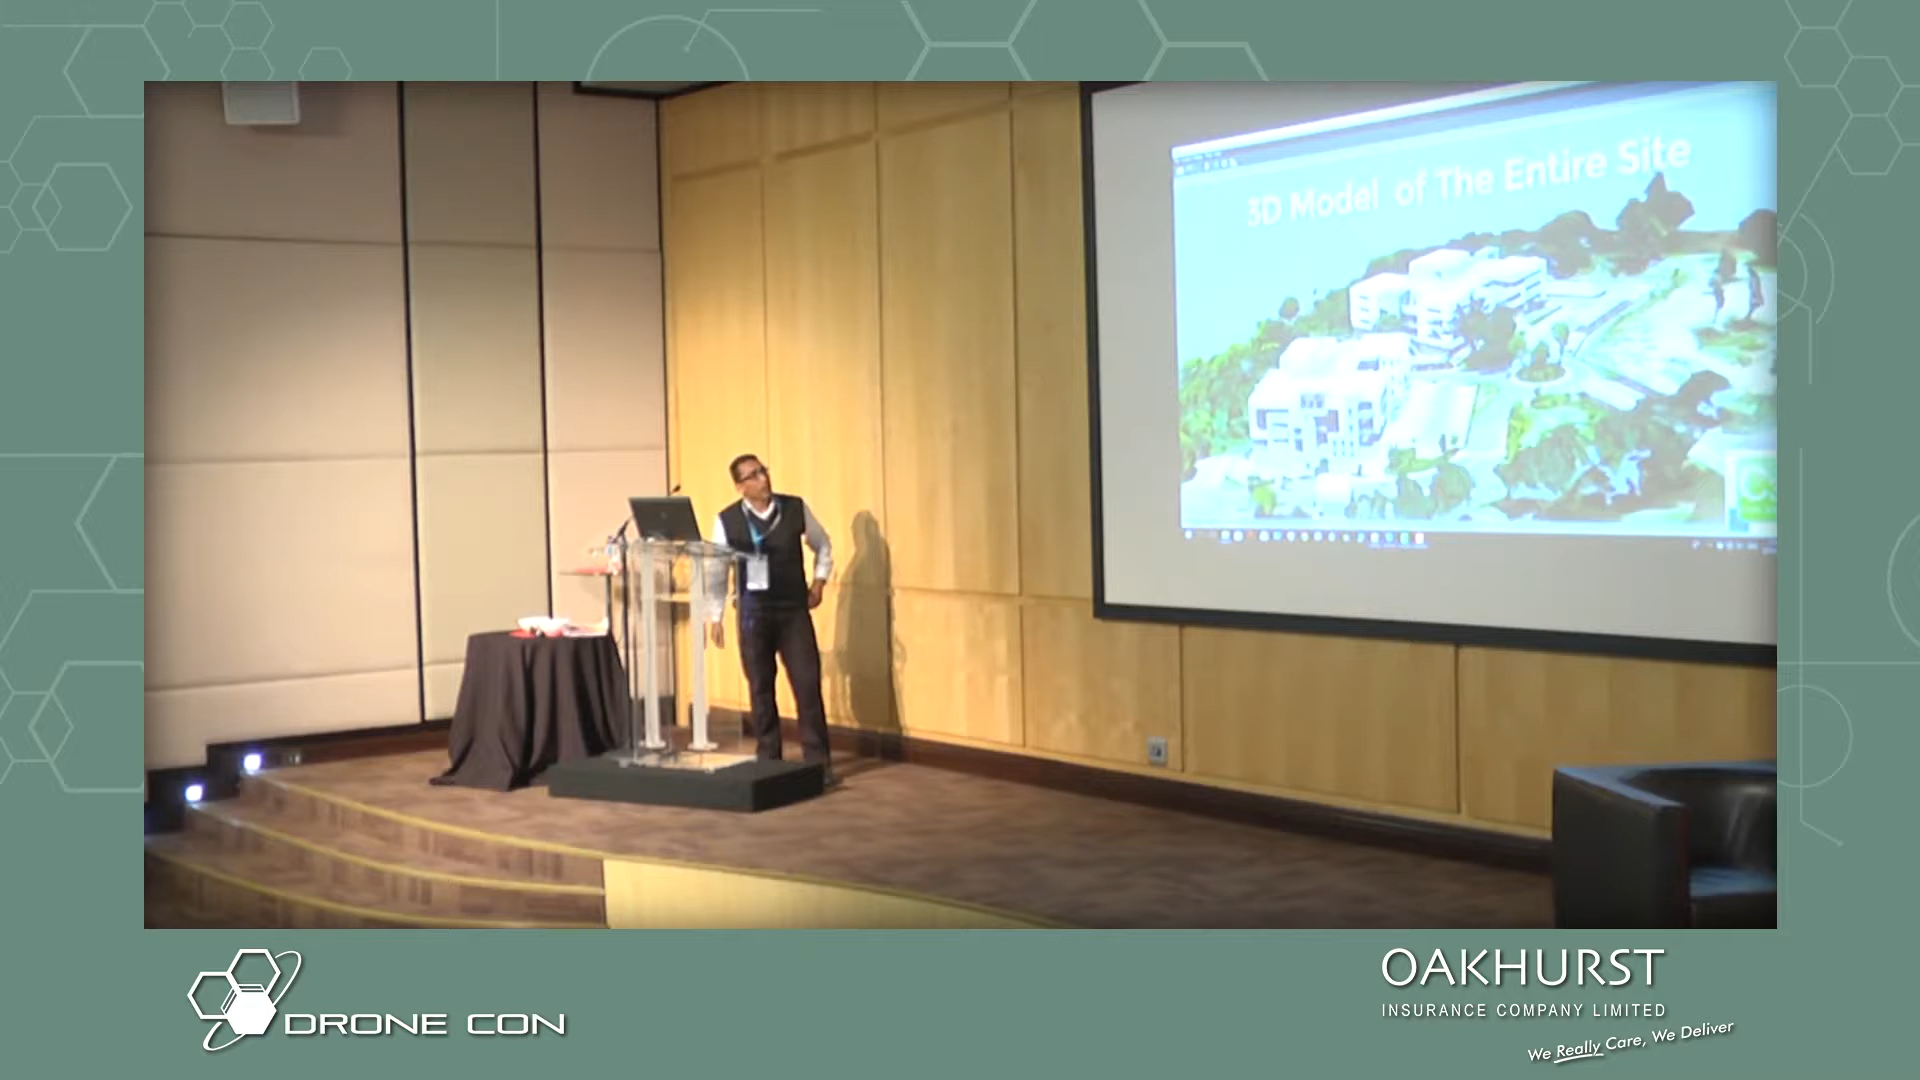 3D Model of The Entire Site
DRONE CON
OAKHURST
INSURANCE COMPANY LIMITED
We Really Care, We Deliver